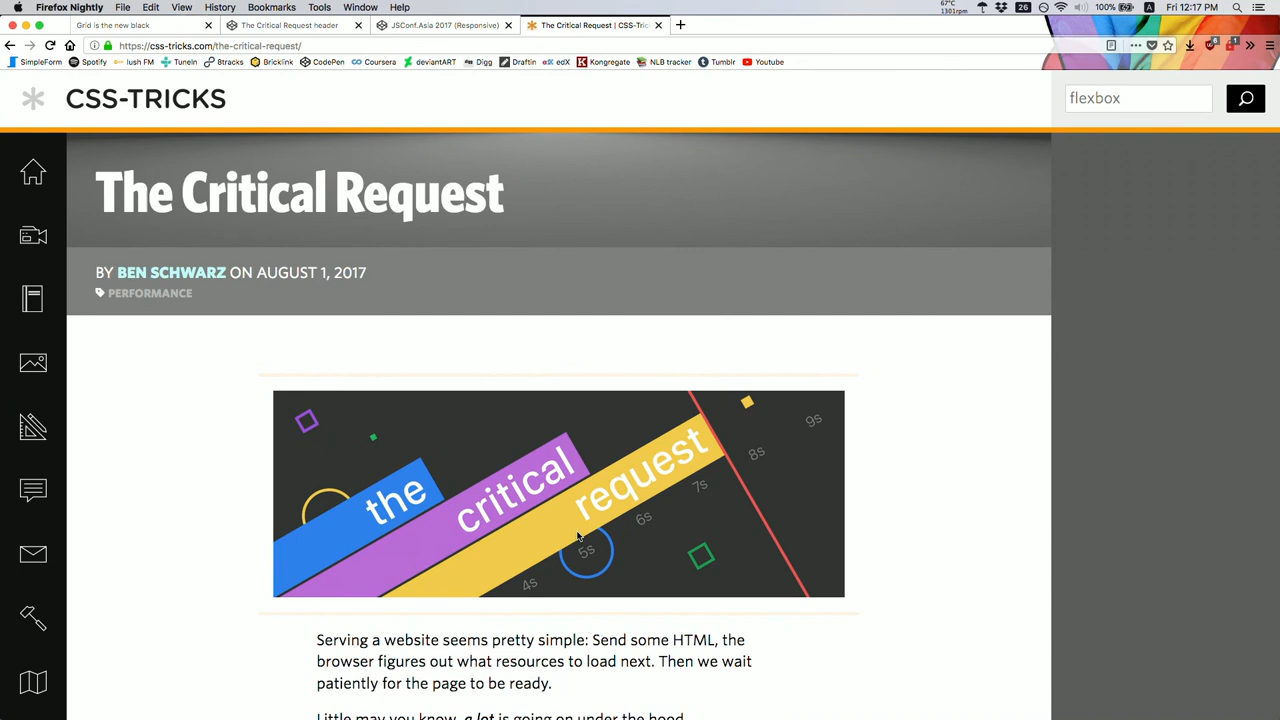 Firefox Nightly File Edit View History Bookmarks Tools Window Help 67°C 1301rpm 26 100% Fri 12:17 PM
Grid is the new black The Critical Request header JSConf.Asia 2017 (Responsive) The Critical Request | CSS-Tric
https://css-tricks.com/the-critical-request/
SimpleForm Spotify lush FM TuneIn 8tracks Bricklink CodePen Coursera deviantART Digg Draftin edX Kongregate NLB tracker Tumblr Youtube
CSS-TRICKS
flexbox
The Critical Request
BY BEN SCHWARZ ON AUGUST 1, 2017
PERFORMANCE
the
critical
request
4s 5s 6s 7s 8s 9s
Serving a website seems pretty simple: Send some HTML, the
browser figures out what resources to load next. Then we wait
patiently for the page to be ready.
Little may you know, a lot is going on under the hood.